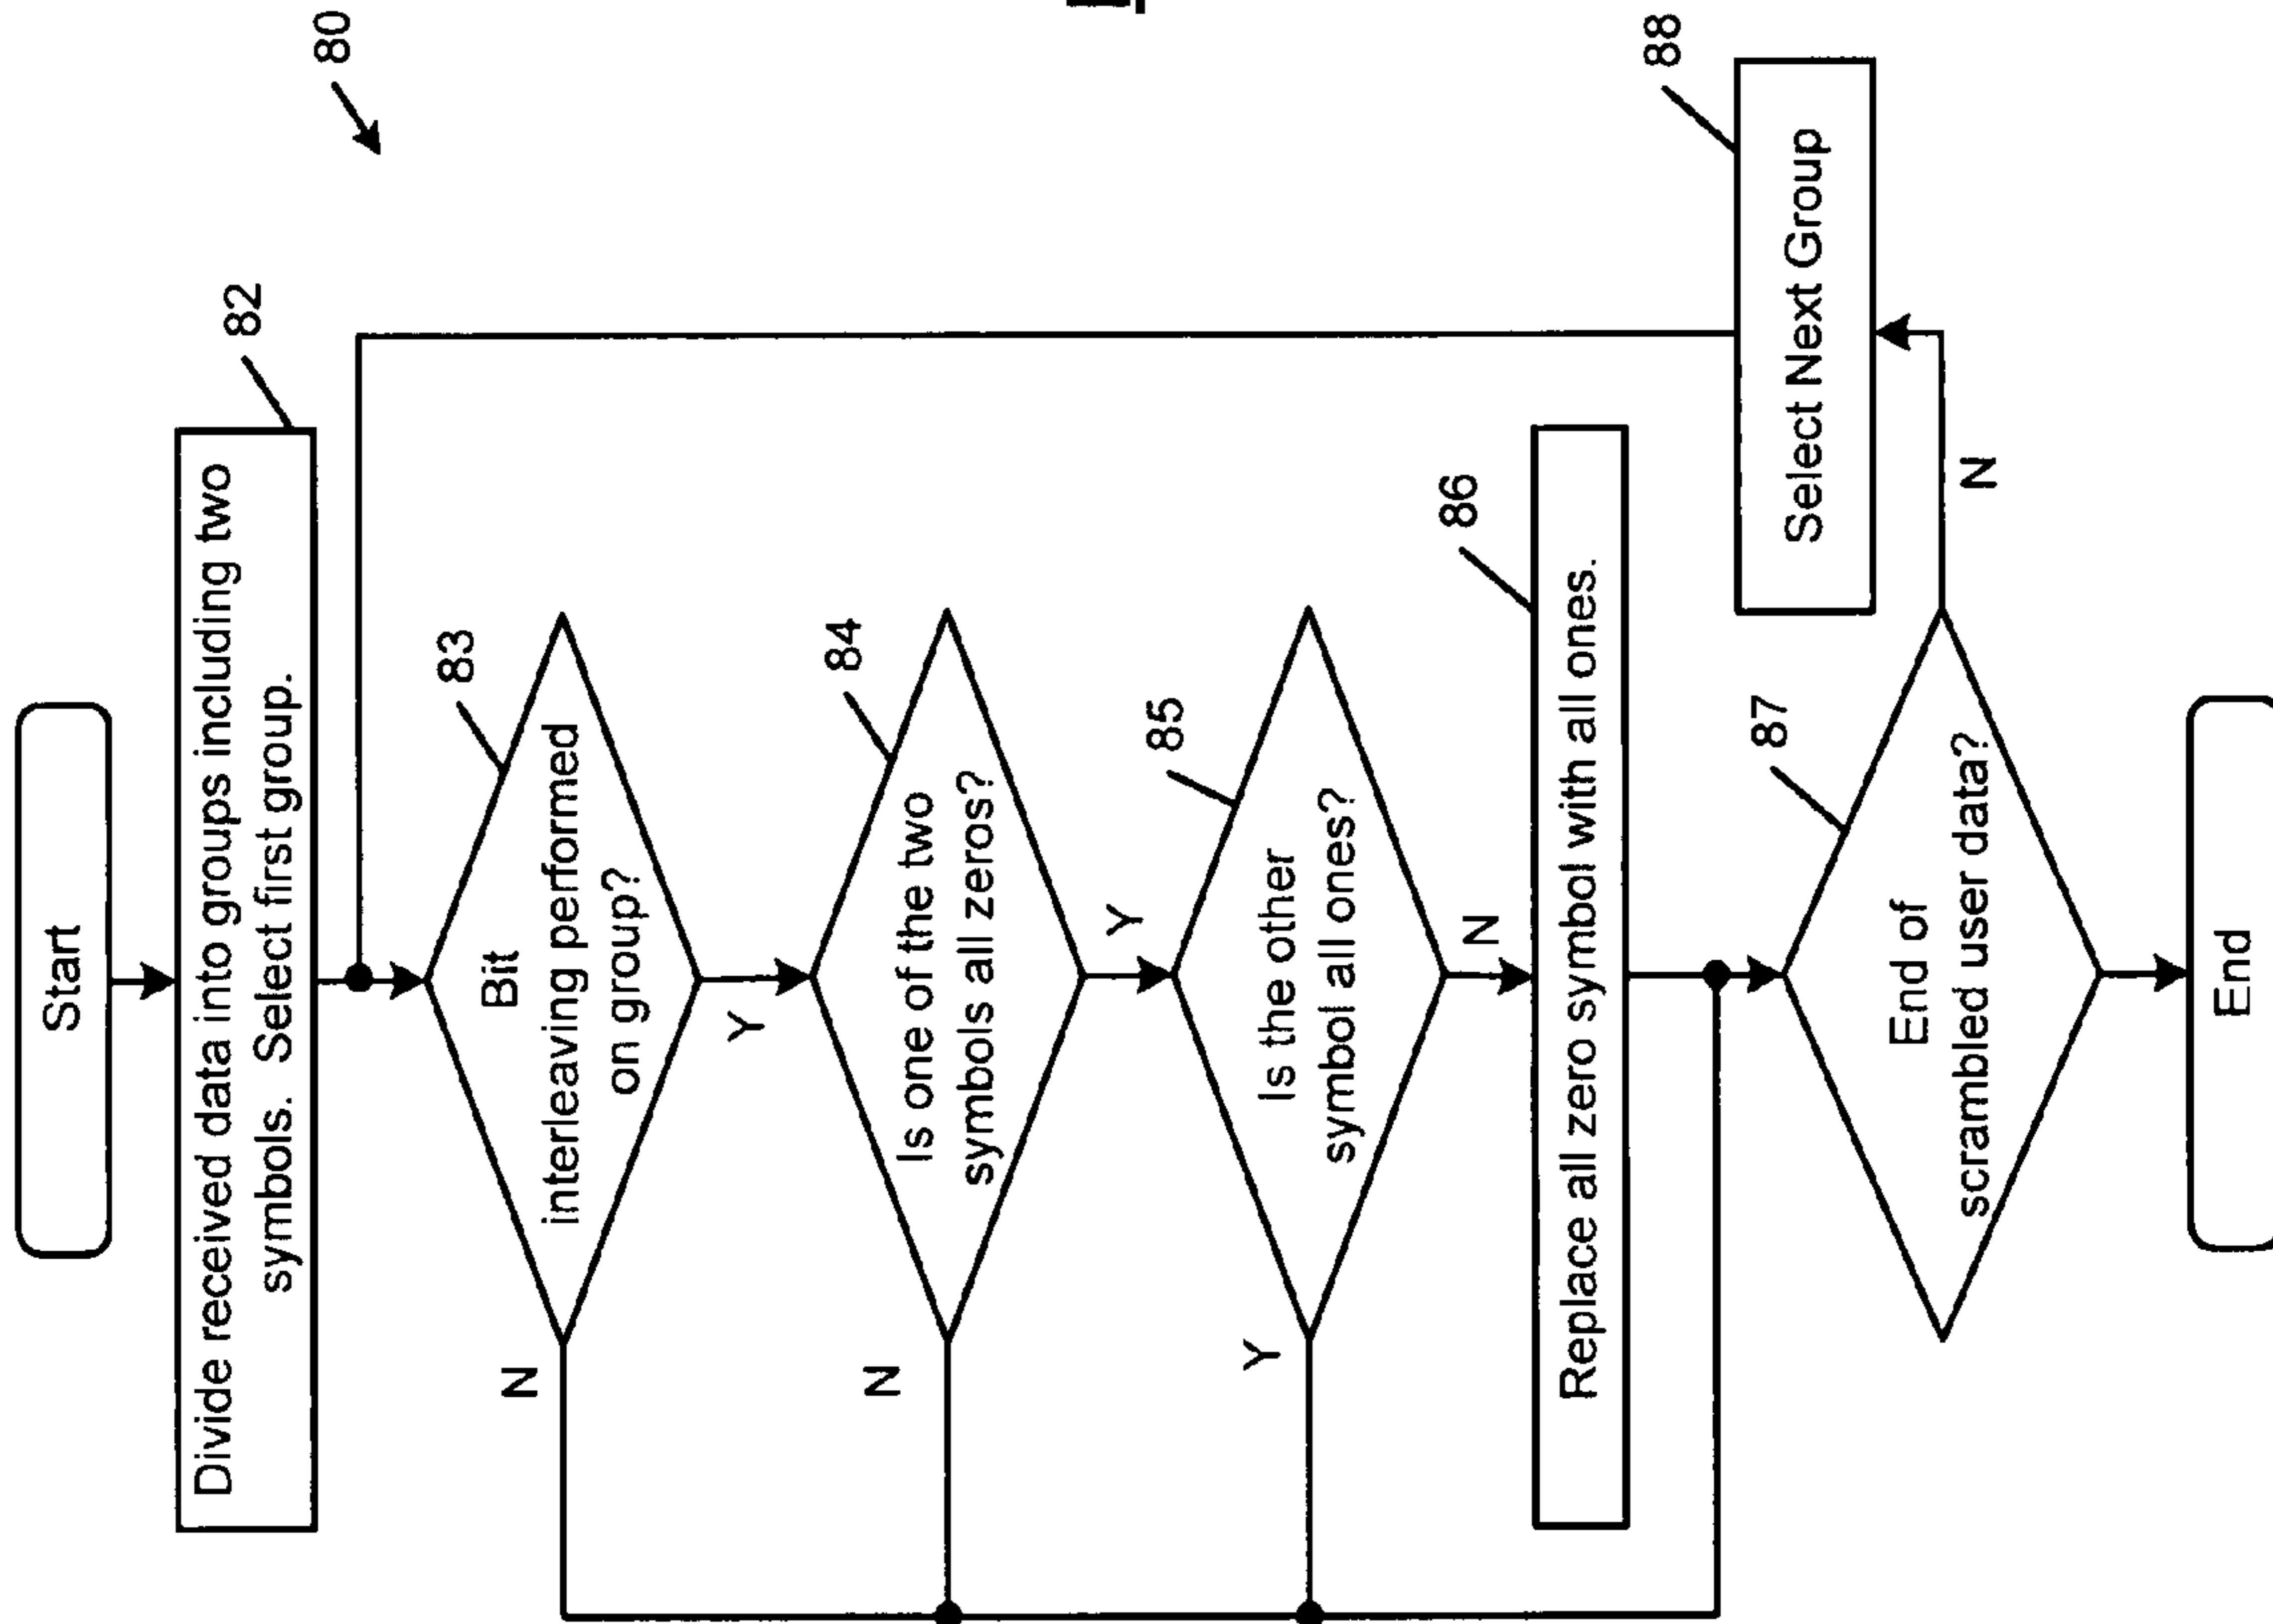 80
Start
82
Divide received data into groups including two
symbols. Select first group.
83
Bit
interleaving performed
on group?
N
Y
84
Is one of the two
symbols all zeros?
N
Y
85
Is the other
symbol all ones?
Y
N
86
Replace all zero symbol with all ones.
87
End of
scrambled user data?
N
88
Select Next Group
End